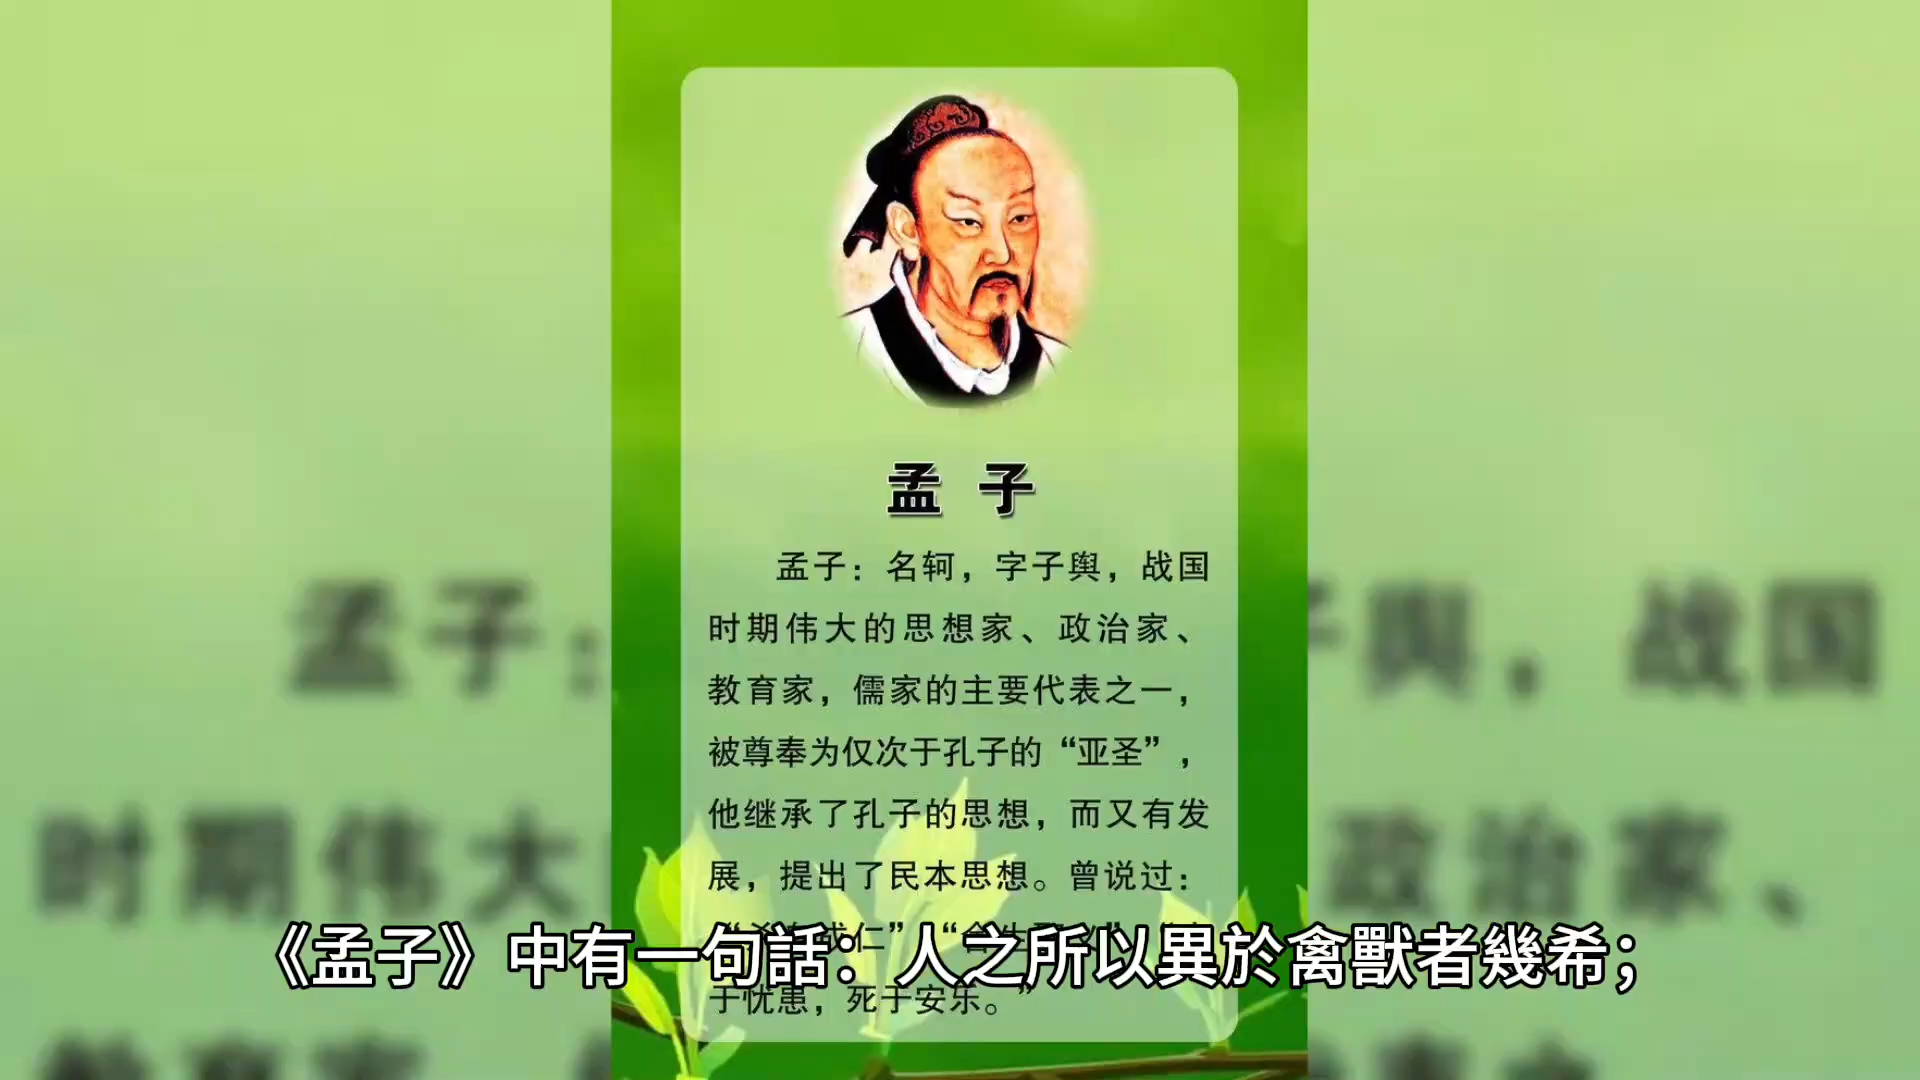 孟 子
孟子：名轲，字子舆，战国
时期伟大的思想家、政治家、
教育家，儒家的主要代表之一，
被尊奉为仅次于孔子的“亚圣”，
他继承了孔子的思想，而又有发
展，提出了民本思想。曾说过：
成仁”
于忧患，死于安乐。”
《孟子》中有一句話：人之所以異於禽獸者幾希；